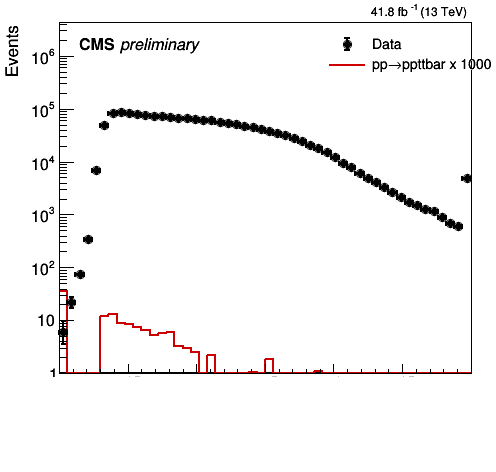 41.8 fb⁻¹ (13 TeV)
Events
CMS preliminary
Data
pp→ppttbar x 1000
10⁶
10⁵
10⁴
10³
10²
10
1